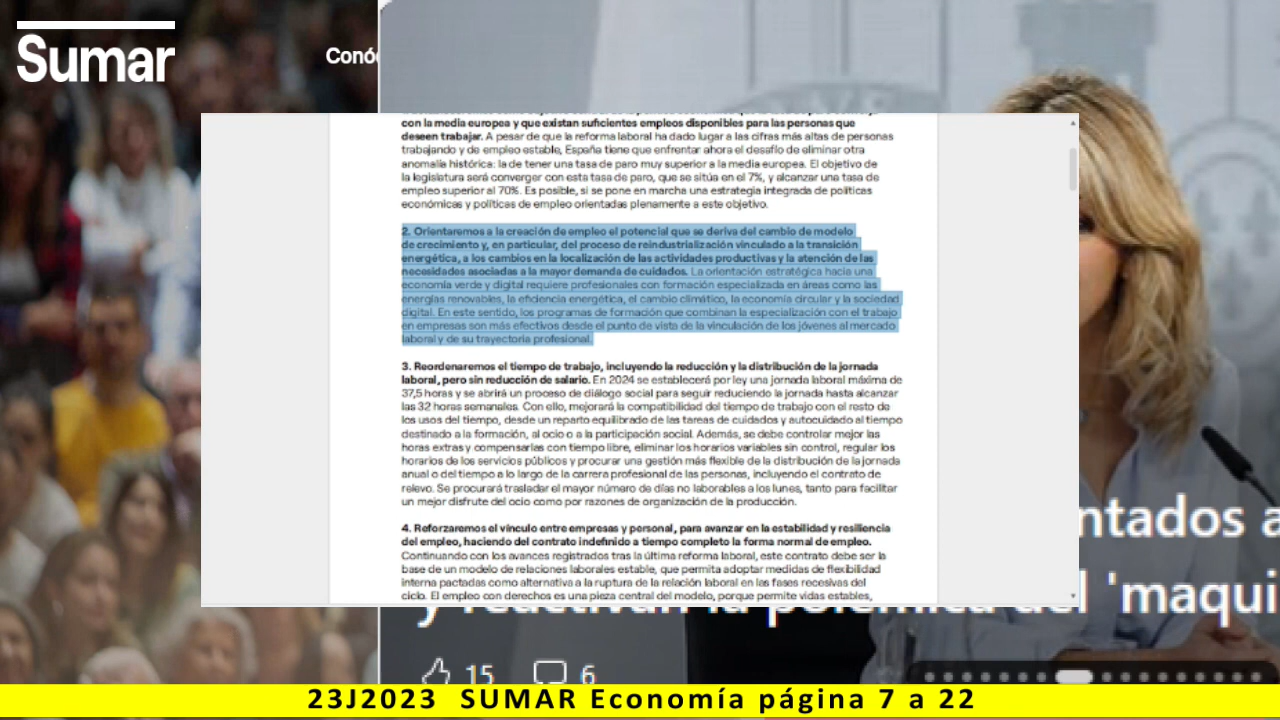 Sumar
Conóc
con la media europea y que existan suficientes empleos disponibles para las personas que
deseen trabajar. A pesar de que la reforma laboral ha dado lugar a las cifras más altas de personas
trabajando y de empleo estable, España tiene que enfrentar ahora el desafío de eliminar otra
anomalía histórica: la de tener una tasa de paro muy superior a la media europea. El objetivo de
la legislatura será converger con esta tasa de paro, que se sitúa en el 7%, y alcanzar una tasa de
empleo superior al 70%. Es posible, si se pone en marcha una estrategia integrada de políticas
económicas y políticas de empleo orientadas plenamente a este objetivo.
2. Orientaremos a la creación de empleo el potencial que se deriva del cambio de modelo
de crecimiento y, en particular, del proceso de reindustrialización vinculado a la transición
energética, a los cambios en la localización de las actividades productivas y la atención de las
necesidades asociadas a la mayor demanda de cuidados. La orientación estratégica hacia una
economía verde y digital requiere profesionales con formación especializada en áreas como las
energías renovables, la eficiencia energética, el cambio climático, la economía circular y la sociedad
digital. En este sentido, los programas de formación que combinan la especialización con el trabajo
en empresas son más efectivos desde el punto de vista de la vinculación de los jóvenes al mercado
laboral y de su trayectoria profesional.
3. Reordenaremos el tiempo de trabajo, incluyendo la reducción y la distribución de la jornada
laboral, pero sin reducción de salario. En 2024 se establecerá por ley una jornada laboral máxima de
37,5 horas y se abrirá un proceso de diálogo social para seguir reduciendo la jornada hasta alcanzar
las 32 horas semanales. Con ello, mejorará la compatibilidad del tiempo de trabajo con el resto de
los usos del tiempo, desde un reparto equilibrado de las tareas de cuidados y autocuidado al tiempo
destinado a la formación, al ocio o a la participación social. Además, se debe controlar mejor las
horas extras y compensarlas con tiempo libre, eliminar los horarios variables sin control, regular los
horarios de los servicios públicos y procurar una gestión más flexible de la distribución de la jornada
anual o del tiempo a lo largo de la carrera profesional de las personas, incluyendo el contrato de
relevo. Se procurará trasladar el mayor número de días no laborables a los lunes, tanto para facilitar
un mejor disfrute del ocio como por razones de organización de la producción.
4. Reforzaremos el vínculo entre empresas y personal, para avanzar en la estabilidad y resiliencia
del empleo, haciendo del contrato indefinido a tiempo completo la forma normal de empleo.
Continuando con los avances registrados tras la última reforma laboral, este contrato debe ser la
base de un modelo de relaciones laborales estable, que permita adoptar medidas de flexibilidad
interna pactadas como alternativa a la ruptura de la relación laboral en las fases recesivas del
ciclo. El empleo con derechos es una pieza central del modelo, porque permite vidas estables,
ntados a
y reactivan la polémica del 'maqui
15 6
23J2023 SUMAR Economía página 7 a 22